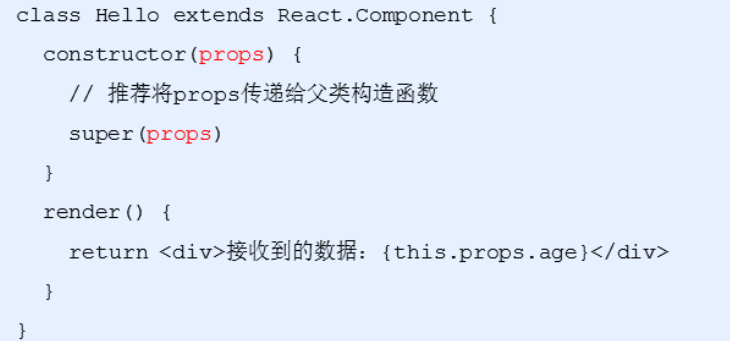 class Hello extends React.Component {
constructor(props) {
// 推荐将props传递给父类构造函数
super(props)
}
render() {
return <div>接收到的数据：{this.props.age}</div>
}
}